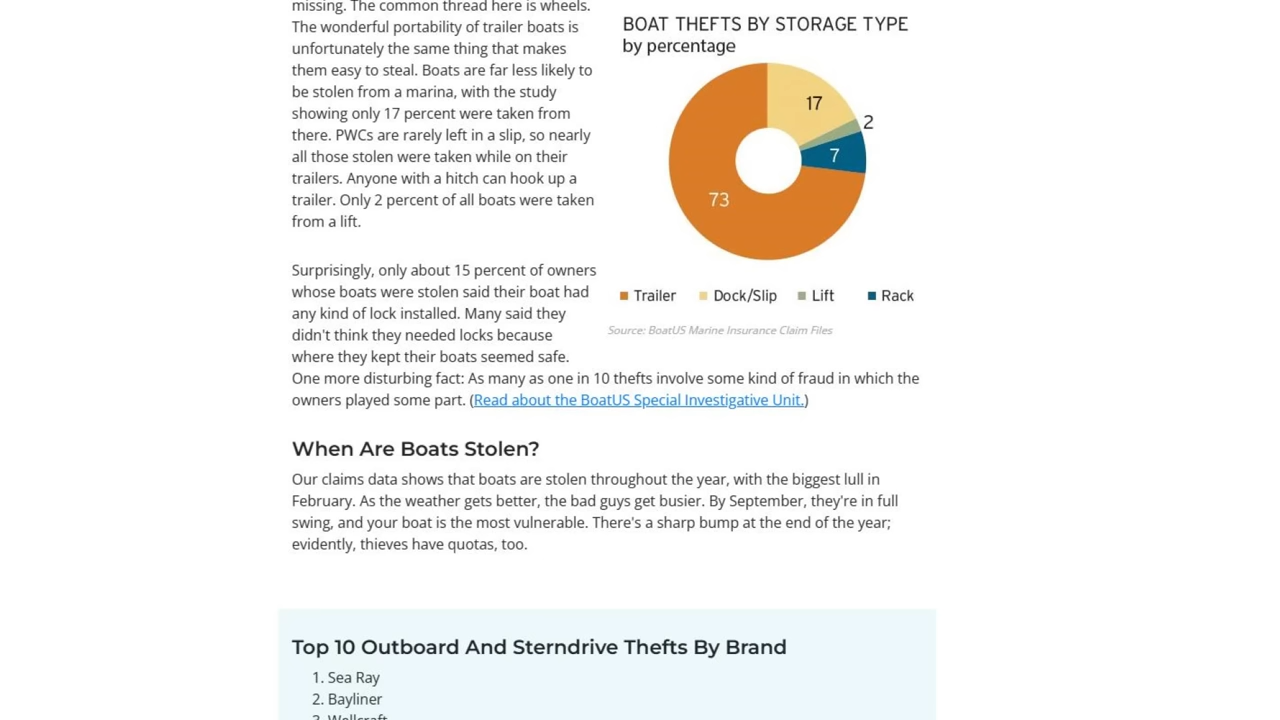 missing. The common thread here is wheels.
The wonderful portability of trailer boats is
unfortunately the same thing that makes
them easy to steal. Boats are far less likely to
be stolen from a marina, with the study
showing only 17 percent were taken from
there. PWCs are rarely left in a slip, so nearly
all those stolen were taken while on their
trailers. Anyone with a hitch can hook up a
trailer. Only 2 percent of all boats were taken
from a lift.
BOAT THEFTS BY STORAGE TYPE
by percentage
17
2
7
73
Trailer Dock/Slip Lift Rack
Source: BoatUS Marine Insurance Claim Files
Surprisingly, only about 15 percent of owners
whose boats were stolen said their boat had
any kind of lock installed. Many said they
didn't think they needed locks because
where they kept their boats seemed safe.
One more disturbing fact: As many as one in 10 thefts involve some kind of fraud in which the
owners played some part. (Read about the BoatUS Special Investigative Unit.)
When Are Boats Stolen?
Our claims data shows that boats are stolen throughout the year, with the biggest lull in
February. As the weather gets better, the bad guys get busier. By September, they're in full
swing, and your boat is the most vulnerable. There's a sharp bump at the end of the year;
evidently, thieves have quotas, too.
Top 10 Outboard And Sterndrive Thefts By Brand
1. Sea Ray
2. Bayliner
3. Wellcraft